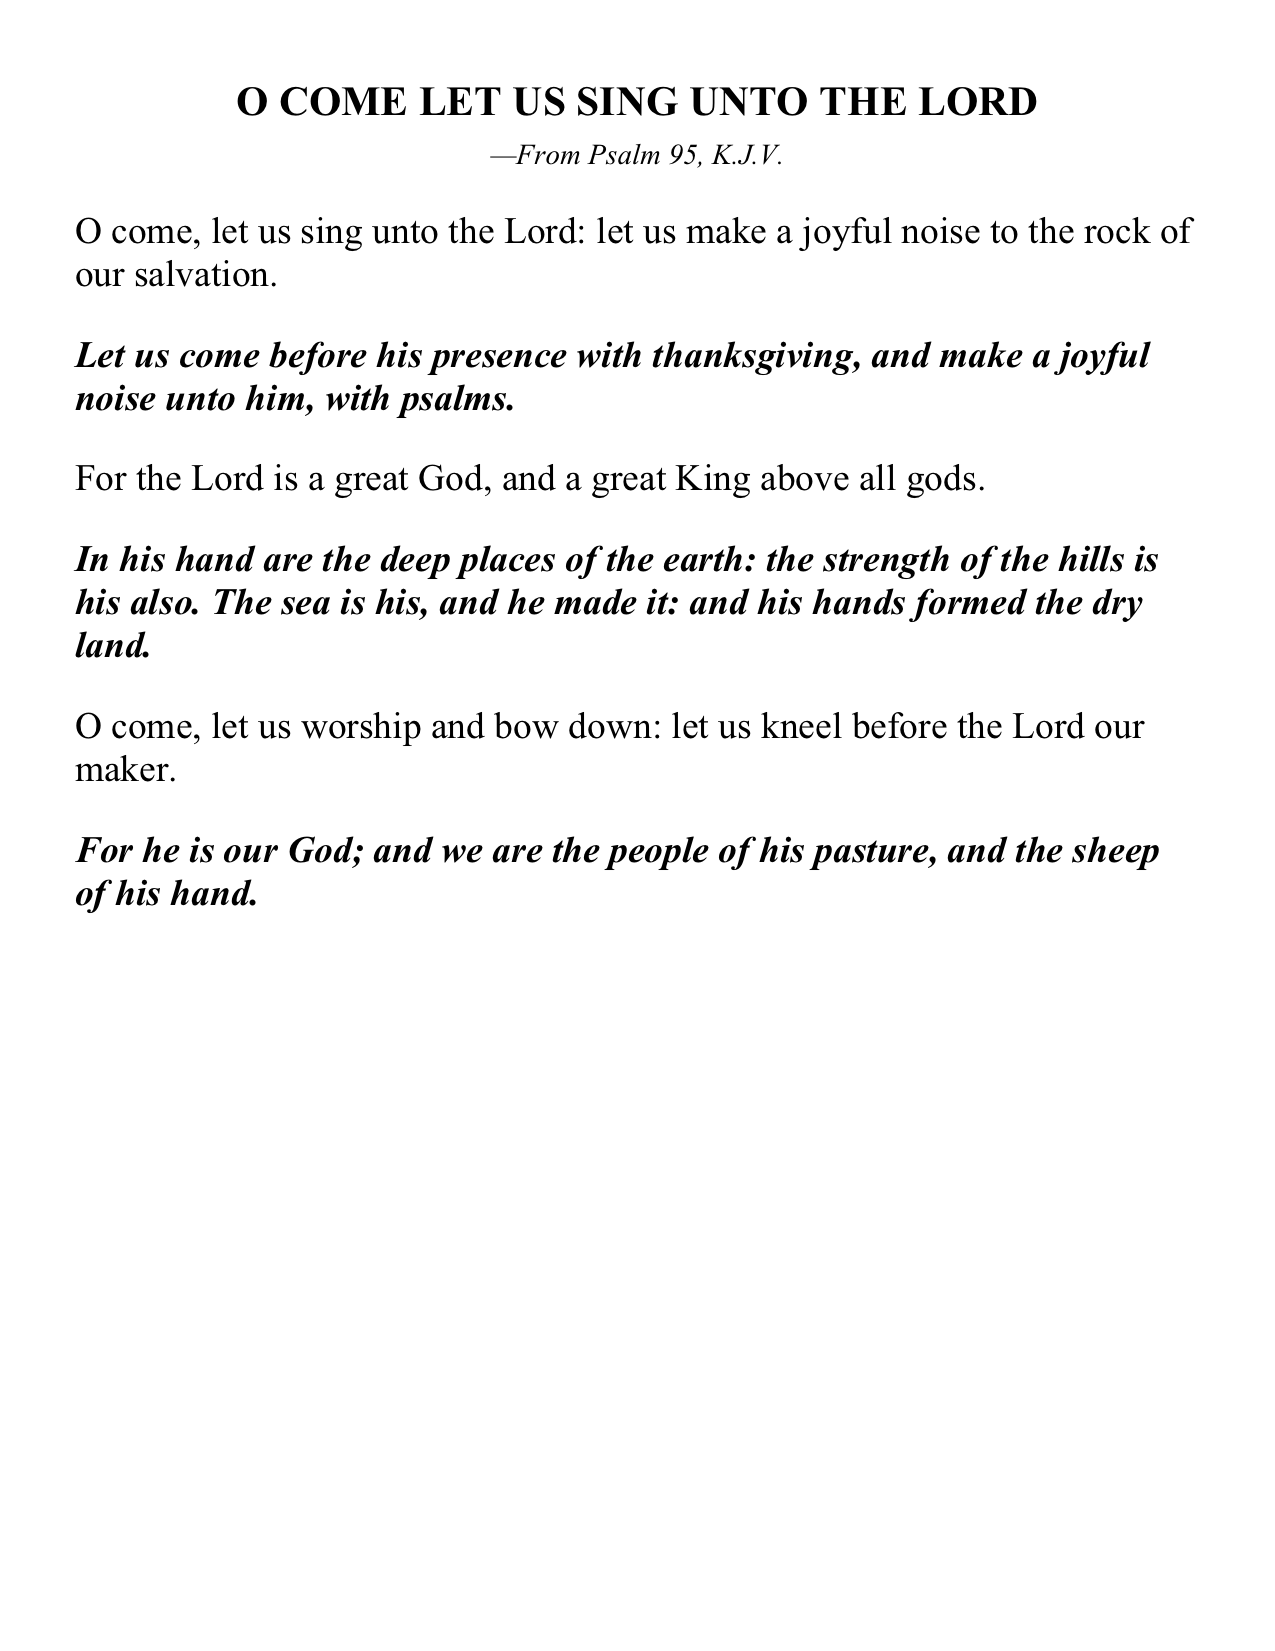 O COME LET US SING UNTO THE LORD
—From Psalm 95, K.J.V.
O come, let us sing unto the Lord: let us make a joyful noise to the rock of
our salvation.
Let us come before his presence with thanksgiving, and make a joyful
noise unto him, with psalms.
For the Lord is a great God, and a great King above all gods.
In his hand are the deep places of the earth: the strength of the hills is
his also. The sea is his, and he made it: and his hands formed the dry
land.
O come, let us worship and bow down: let us kneel before the Lord our
maker.
For he is our God; and we are the people of his pasture, and the sheep
of his hand.